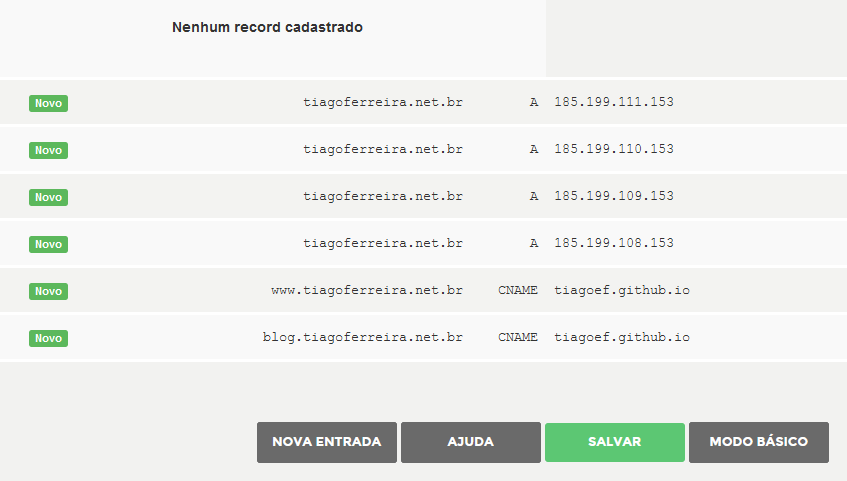 Nenhum record cadastrado
Novo tiagoferreira.net.br A 185.199.111.153
Novo tiagoferreira.net.br A 185.199.110.153
Novo tiagoferreira.net.br A 185.199.109.153
Novo tiagoferreira.net.br A 185.199.108.153
Novo www.tiagoferreira.net.br CNAME tiagoef.github.io
Novo blog.tiagoferreira.net.br CNAME tiagoef.github.io
NOVA ENTRADA AJUDA SALVAR MODO BÁSICO